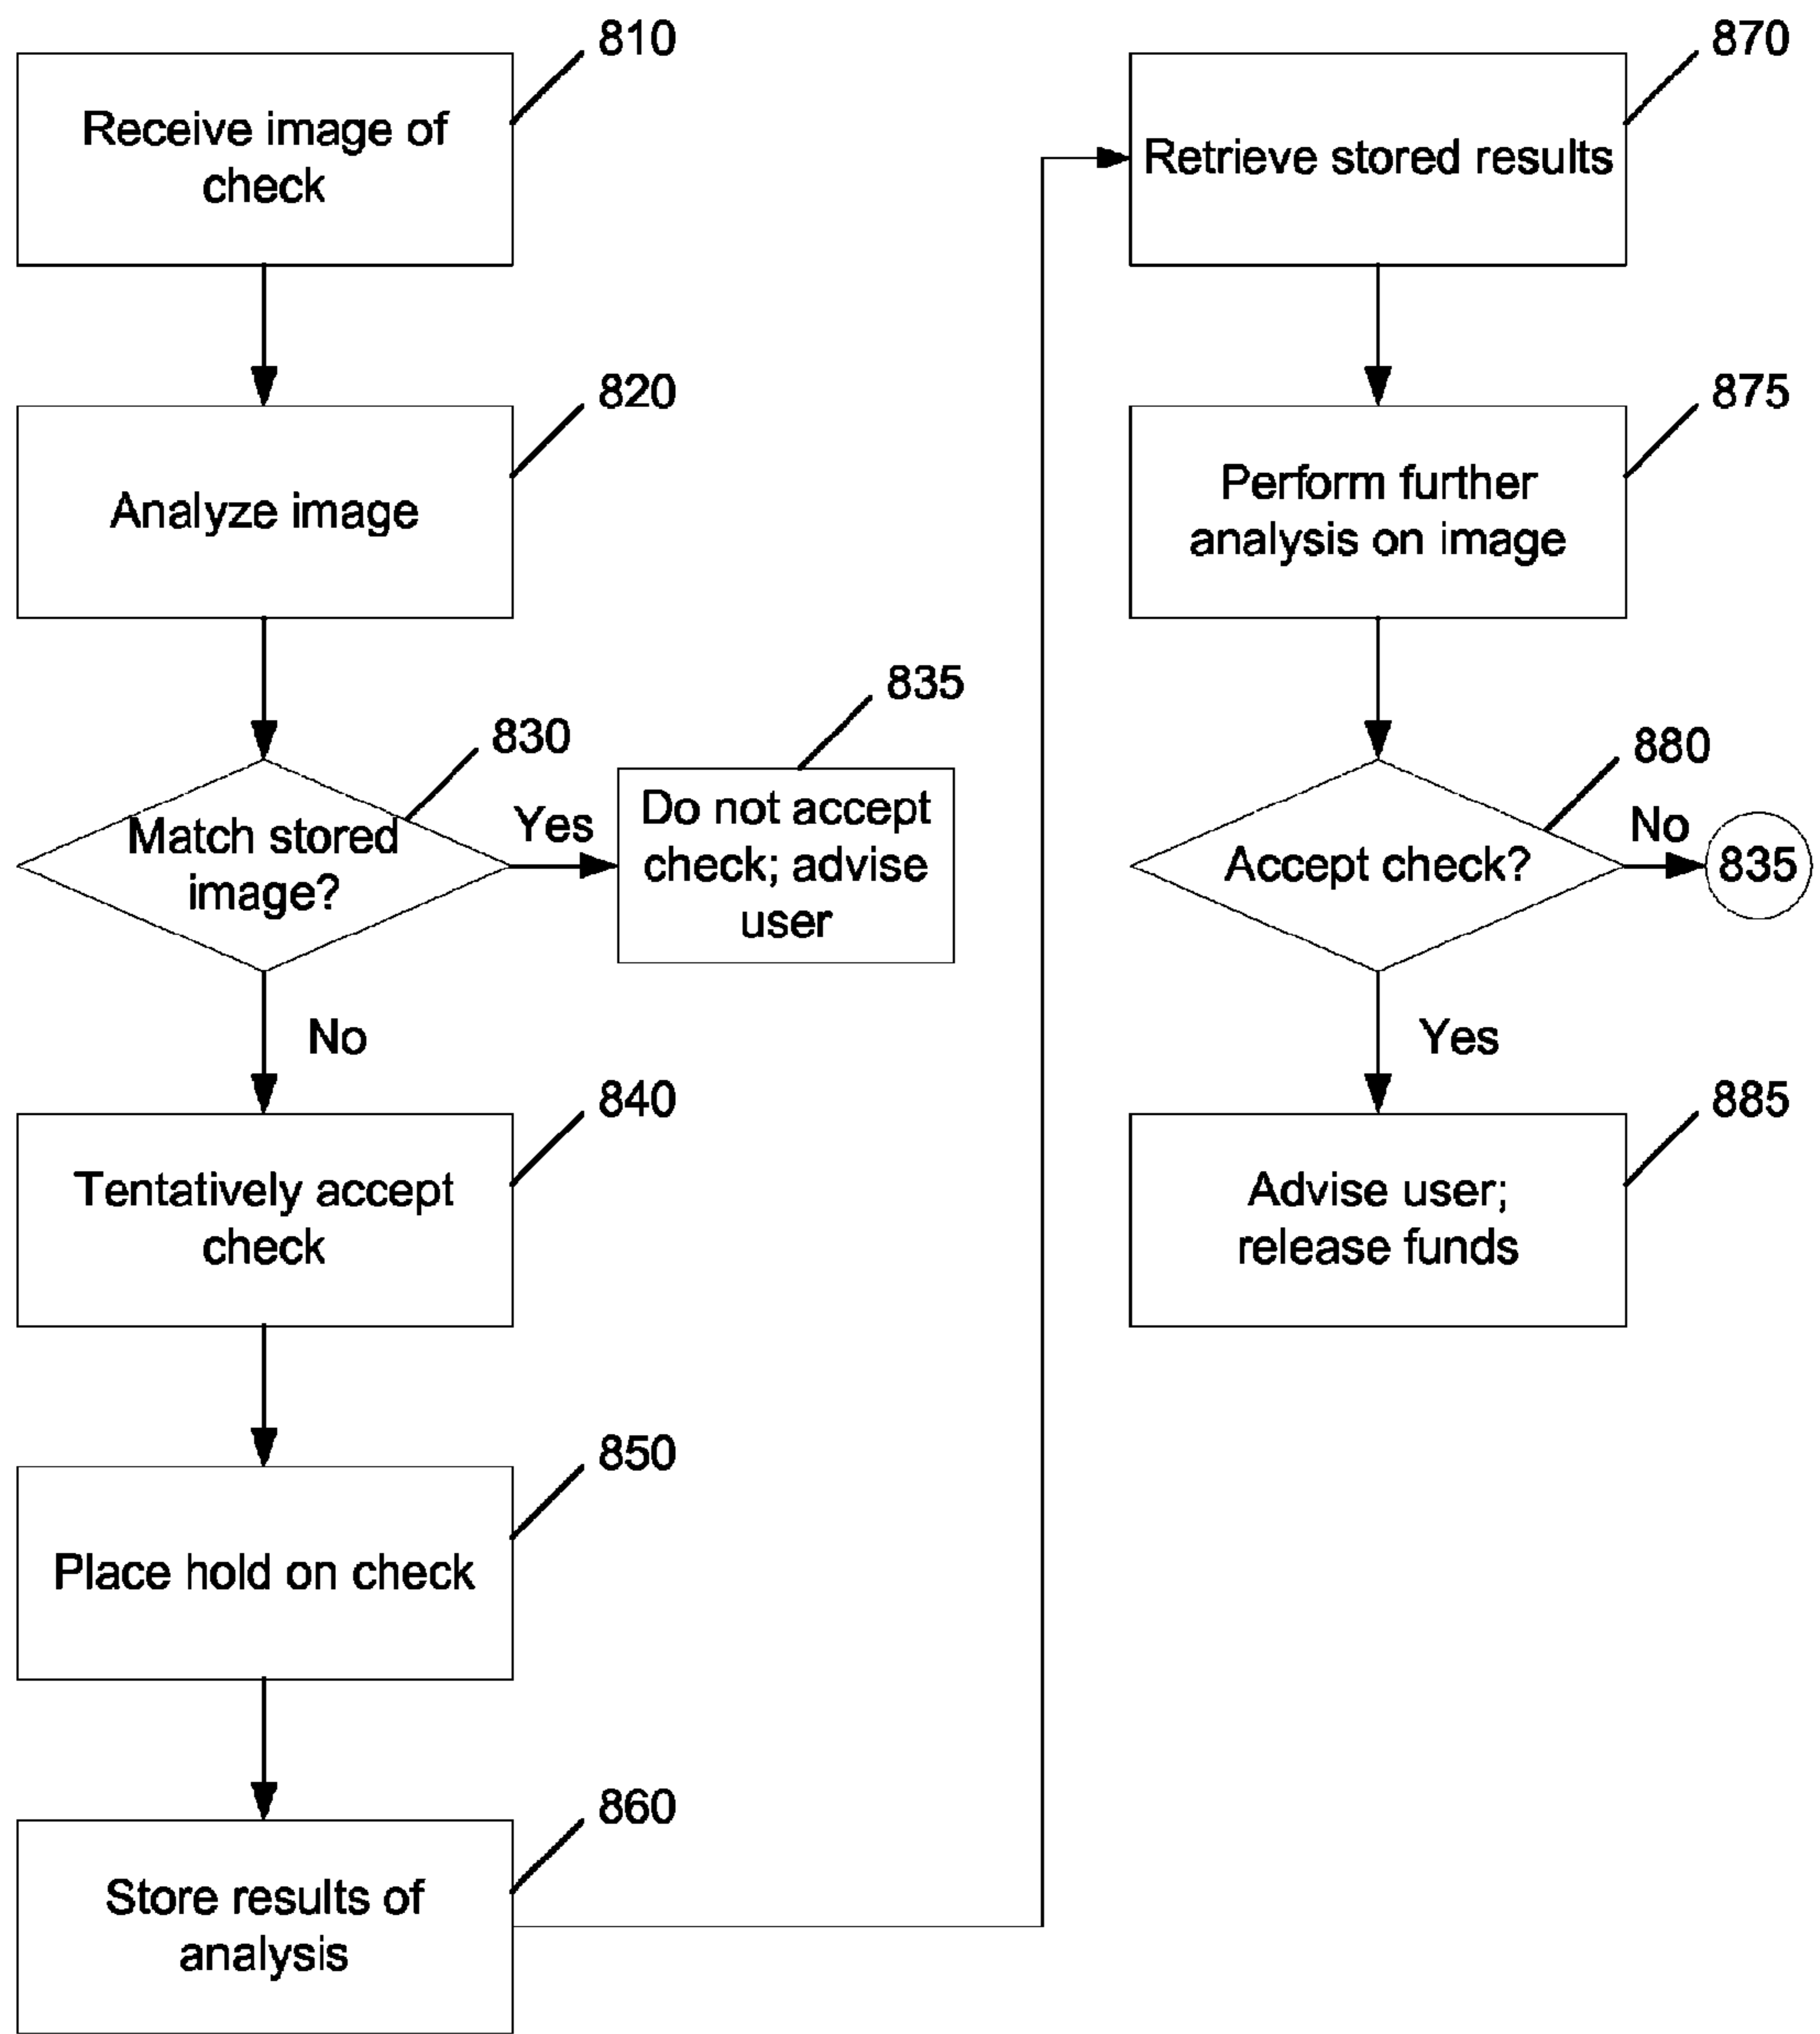 810
Receive image of
check
820
Analyze image
830
Match stored
image?
Yes
835
Do not accept
check; advise
user
No
840
Tentatively accept
check
850
Place hold on check
860
Store results of
analysis
870
Retrieve stored results
875
Perform further
analysis on image
880
Accept check?
No
835
Yes
885
Advise user;
release funds